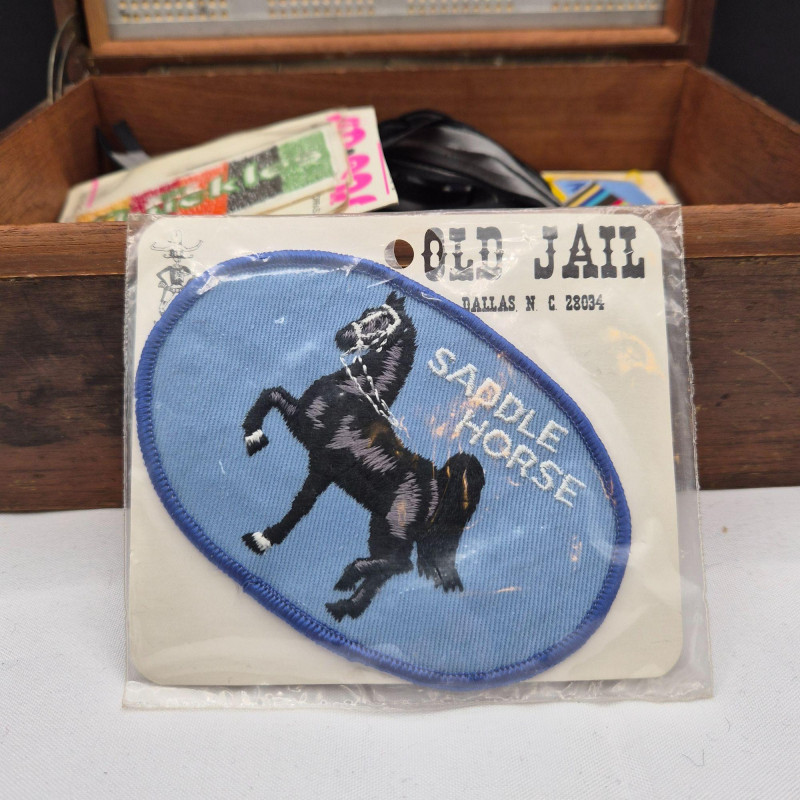 OLD JAIL
DALLAS, N. C. 28034
SADDLE
HORSE